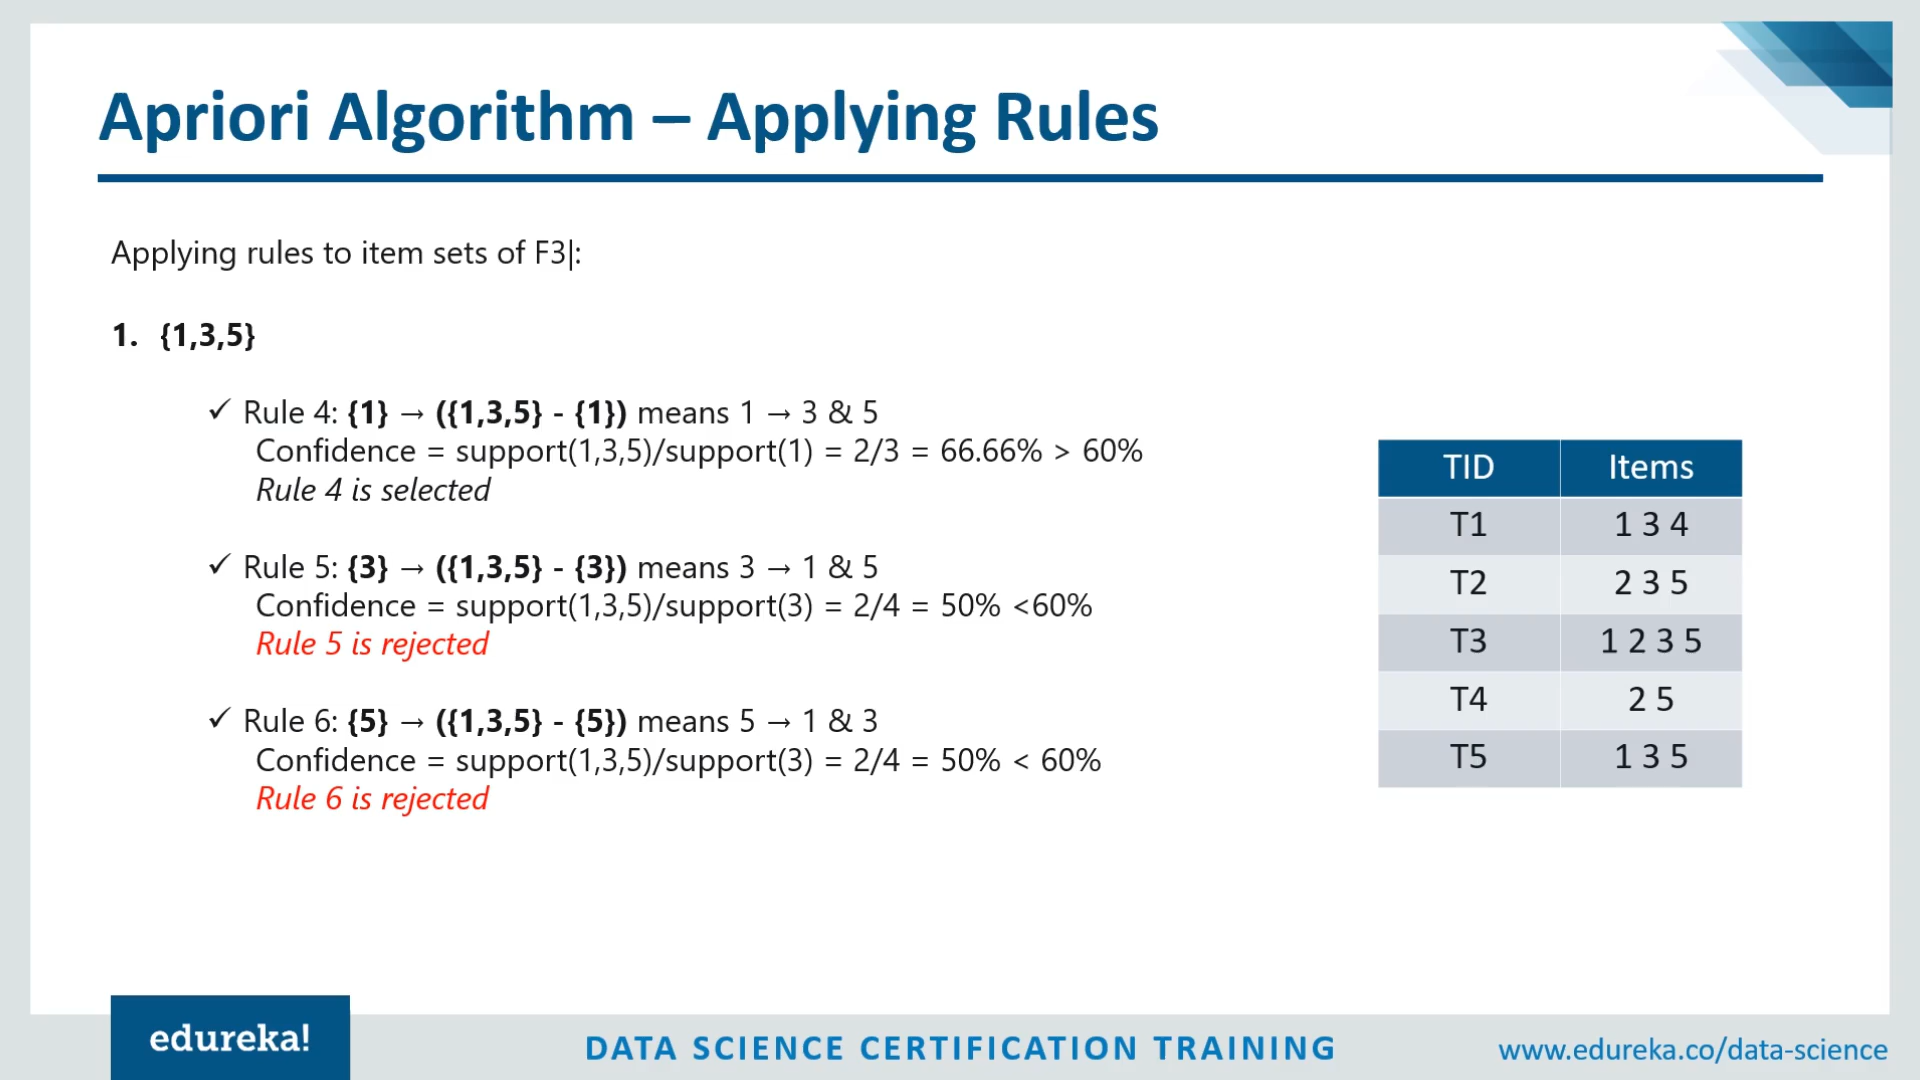 Apriori Algorithm – Applying Rules
Applying rules to item sets of F3|:
1. {1,3,5}
✓ Rule 4: {1} → ({1,3,5} - {1}) means 1 → 3 & 5
Confidence = support(1,3,5)/support(1) = 2/3 = 66.66% > 60%
Rule 4 is selected
✓ Rule 5: {3} → ({1,3,5} - {3}) means 3 → 1 & 5
Confidence = support(1,3,5)/support(3) = 2/4 = 50% <60%
Rule 5 is rejected
✓ Rule 6: {5} → ({1,3,5} - {5}) means 5 → 1 & 3
Confidence = support(1,3,5)/support(3) = 2/4 = 50% < 60%
Rule 6 is rejected
TID Items
T1 1 3 4
T2 2 3 5
T3 1 2 3 5
T4 2 5
T5 1 3 5
edureka!
DATA SCIENCE CERTIFICATION TRAINING
www.edureka.co/data-science